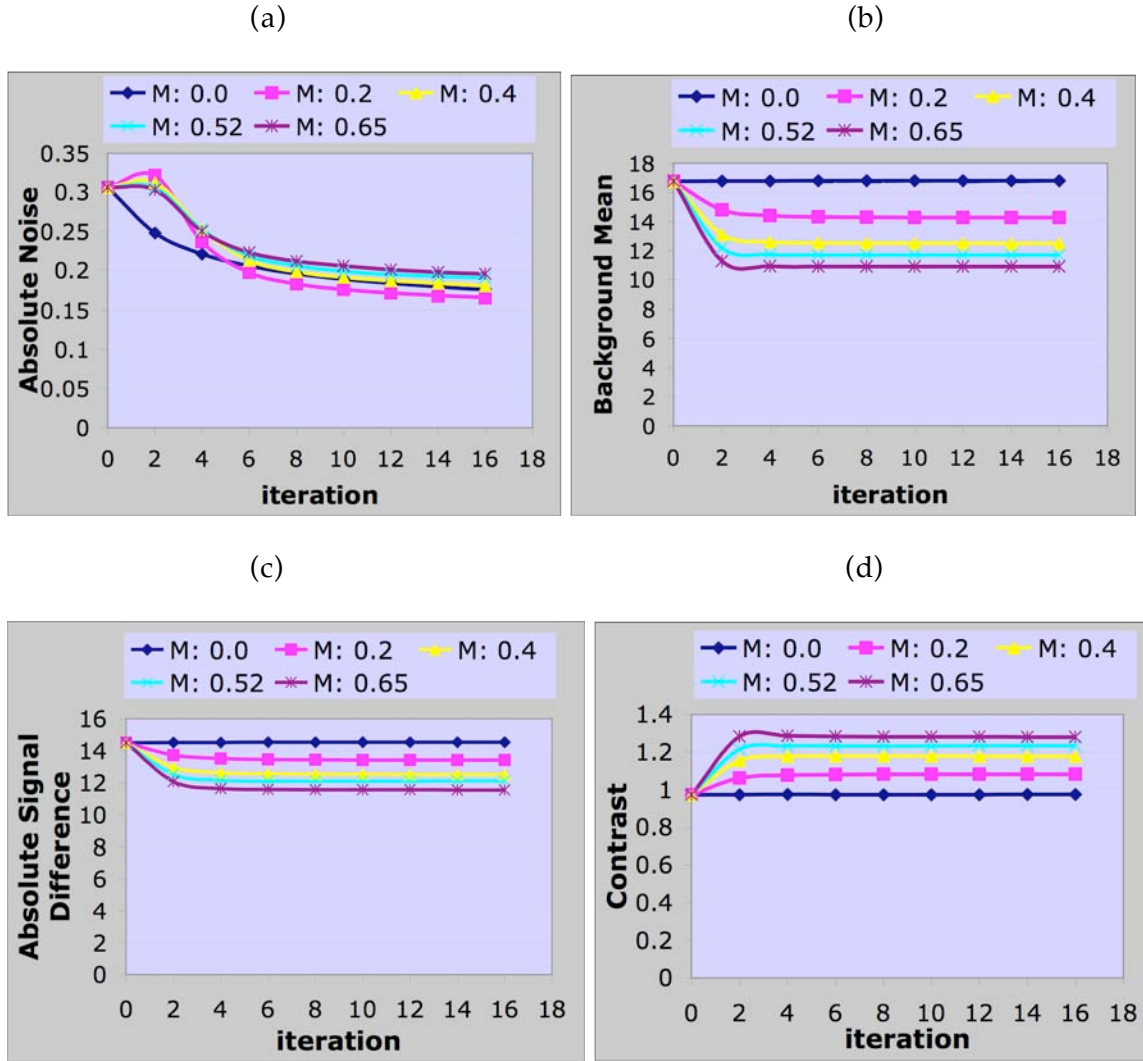 (a)
(b)
M: 0.0 M: 0.2 M: 0.4
M: 0.52 M: 0.65
Absolute Noise
0.35
0.3
0.25
0.2
0.15
0.1
0.05
0
0 2 4 6 8 10 12 14 16 18
iteration
M: 0.0 M: 0.2 M: 0.4
M: 0.52 M: 0.65
Background Mean
18
16
14
12
10
8
6
4
2
0
0 2 4 6 8 10 12 14 16 18
iteration
(c)
(d)
M: 0.0 M: 0.2 M: 0.4
M: 0.52 M: 0.65
Absolute Signal
Difference
16
14
12
10
8
6
4
2
0
0 2 4 6 8 10 12 14 16 18
iteration
M: 0.0 M: 0.2 M: 0.4
M: 0.52 M: 0.65
Contrast
1.4
1.2
1
0.8
0.6
0.4
0.2
0
0 2 4 6 8 10 12 14 16 18
iteration